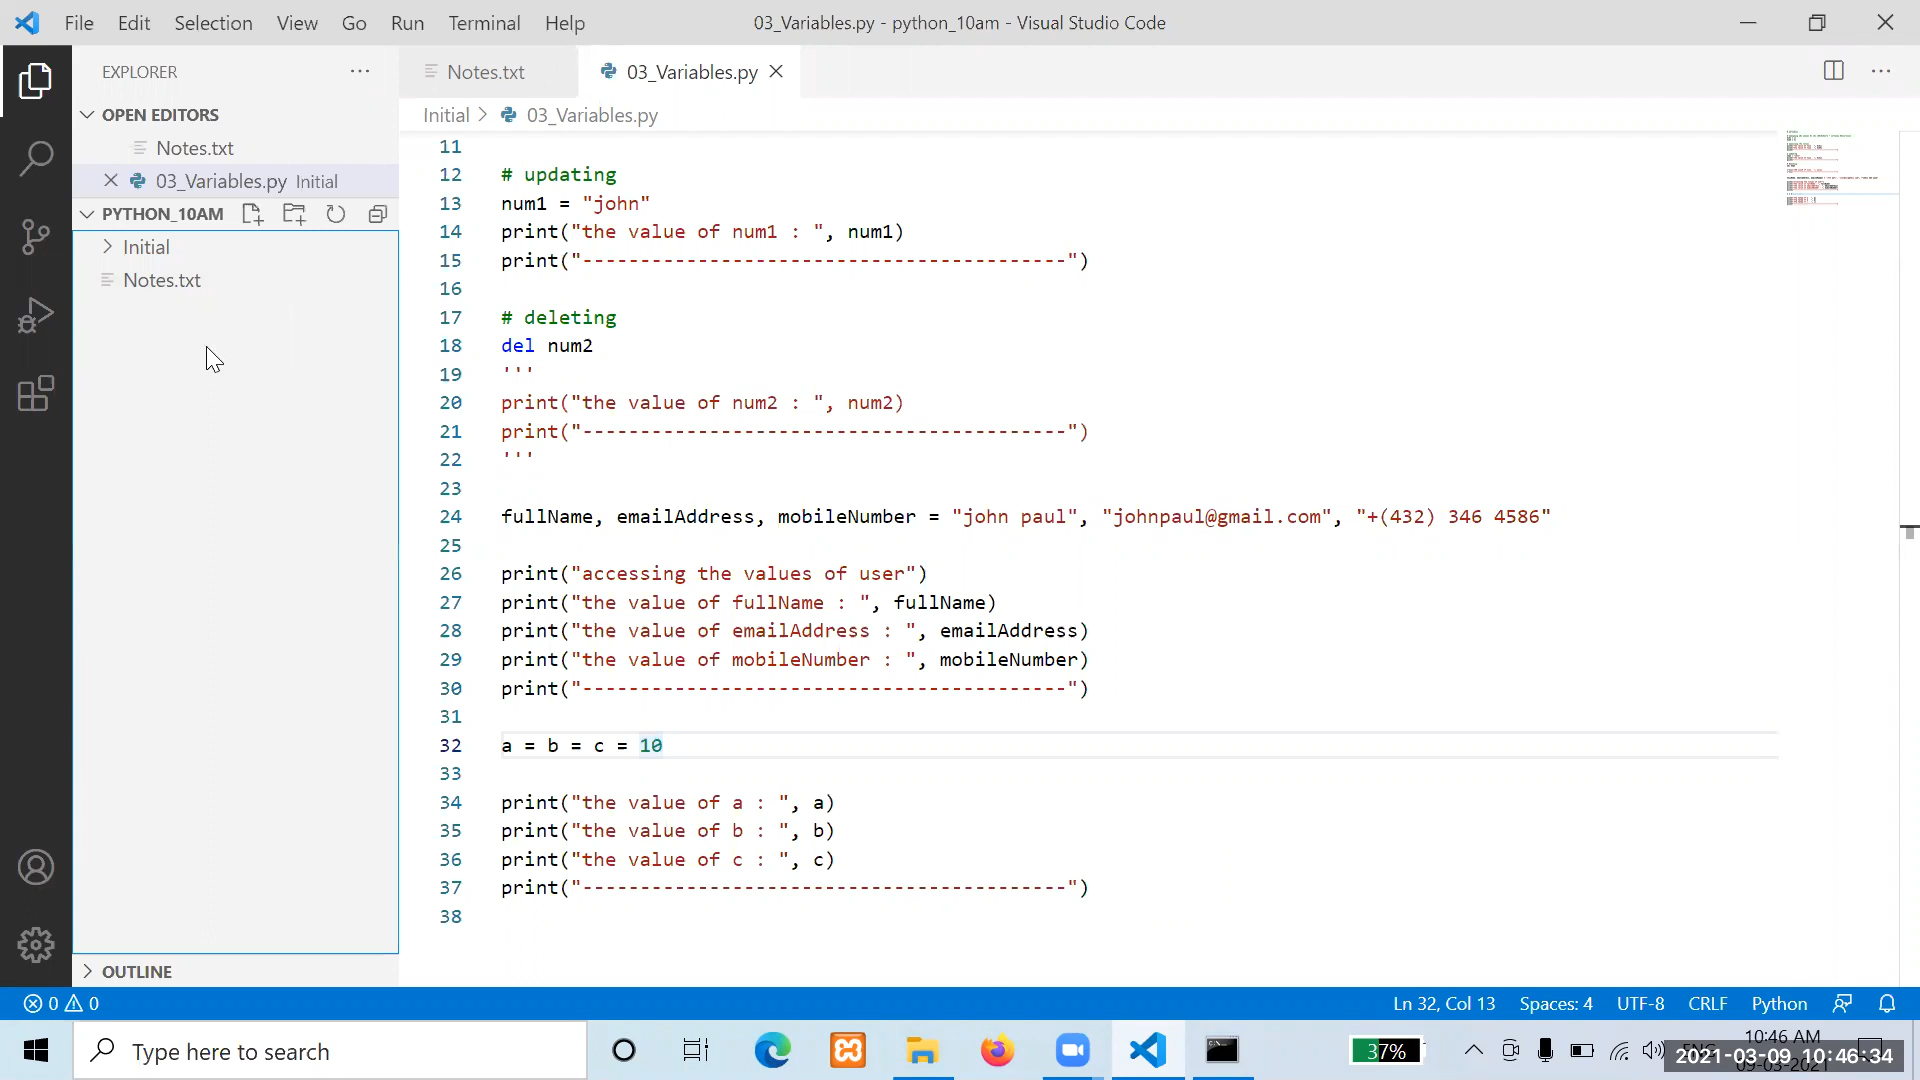 File Edit Selection View Go Run Terminal Help
03_Variables.py - python_10am - Visual Studio Code
EXPLORER
OPEN EDITORS
Notes.txt
03_Variables.py Initial
PYTHON_10AM
Initial
Notes.txt
OUTLINE
Notes.txt
03_Variables.py
Initial > 03_Variables.py
11
12 # updating
13 num1 = "john"
14 print("the value of num1 : ", num1)
15 print("------------------------------------------")
16
17 # deleting
18 del num2
19 '''
20 print("the value of num2 : ", num2)
21 print("------------------------------------------")
22 '''
23
24 fullName, emailAddress, mobileNumber = "john paul", "johnpaul@gmail.com", "+(432) 346 4586"
25
26 print("accessing the values of user")
27 print("the value of fullName : ", fullName)
28 print("the value of emailAddress : ", emailAddress)
29 print("the value of mobileNumber : ", mobileNumber)
30 print("------------------------------------------")
31
32 a = b = c = 10
33
34 print("the value of a : ", a)
35 print("the value of b : ", b)
36 print("the value of c : ", c)
37 print("------------------------------------------")
38
0 0
Ln 32, Col 13 Spaces: 4 UTF-8 CRLF Python
Type here to search
37%
10:46 AM
2021-03-09 10:46:34